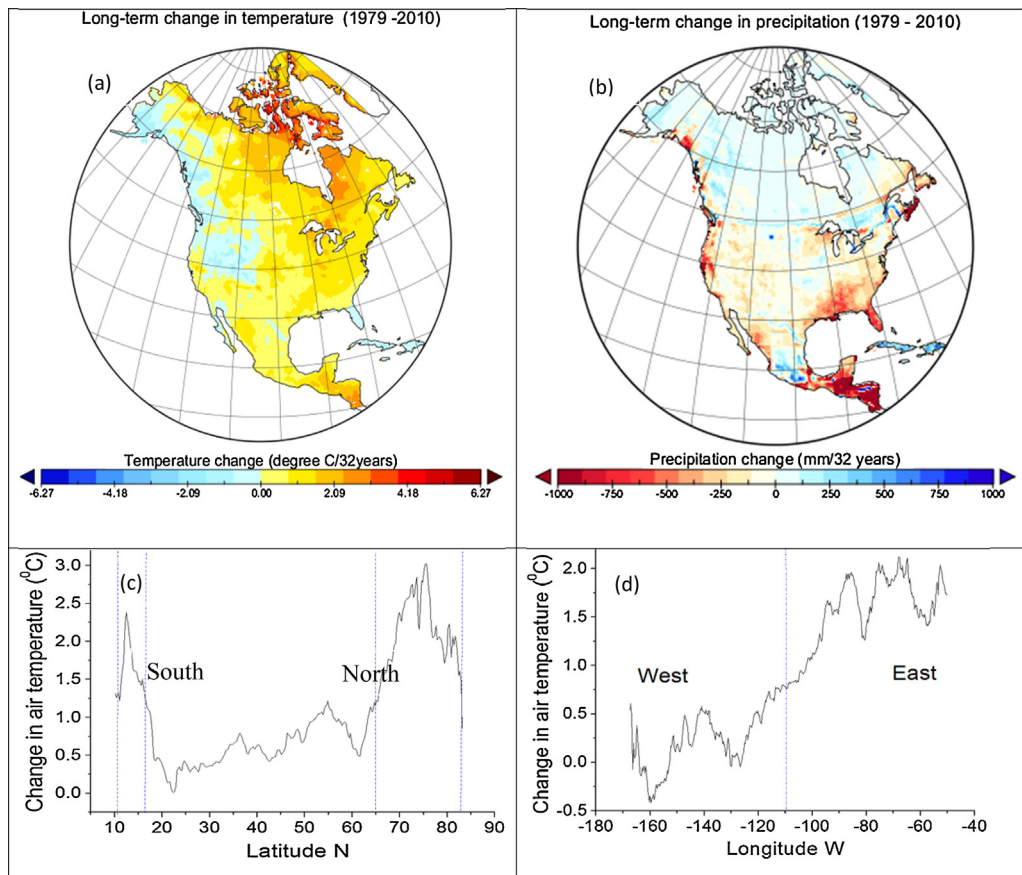 Long-term change in temperature (1979 -2010)
(a)
Temperature change (degree C/32years)
-6.27 -4.18 -2.09 0.00 2.09 4.18 6.27
Long-term change in precipitation (1979 - 2010)
(b)
Precipitation change (mm/32 years)
-1000 -750 -500 -250 0 250 500 750 1000
(c)
Change in air temperature (⁰C)
3.0
2.5
2.0
1.5
1.0
0.5
0.0
South
North
10 20 30 40 50 60 70 80 90
Latitude N
(d)
Change in air temperature (⁰C)
2.0
1.5
1.0
0.5
0.0
-0.5
West
East
-180 -160 -140 -120 -100 -80 -60 -40
Longitude W